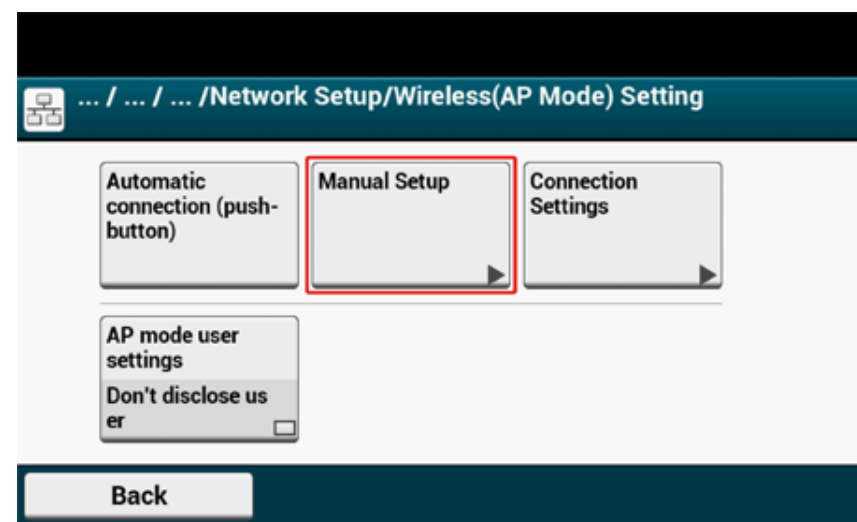 ... / ... / ... /Network Setup/Wireless(AP Mode) Setting
Automatic
connection (push-
button)
Manual Setup
Connection
Settings
AP mode user
settings
Don't disclose us
er
Back